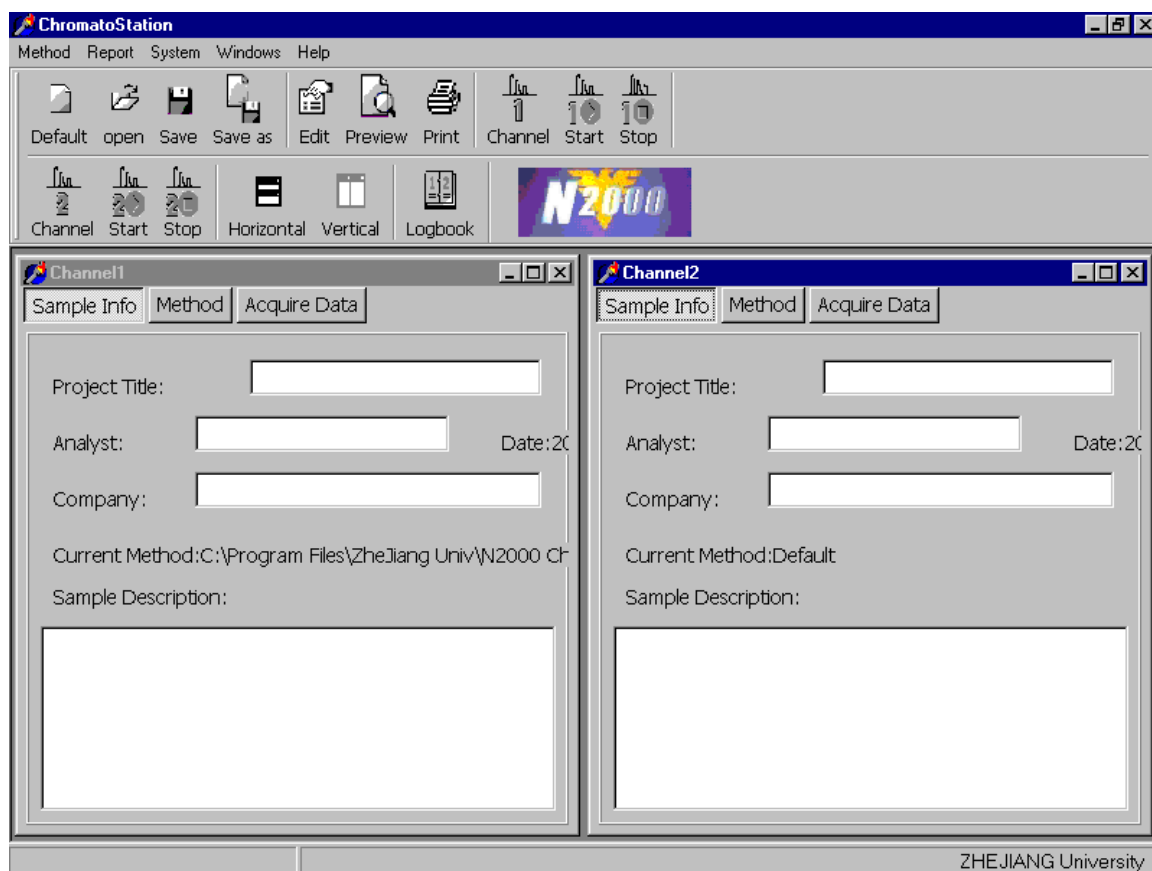 ChromatoStation
Method Report System Windows Help
Default open Save Save as Edit Preview Print Channel Start Stop
Channel Start Stop Horizontal Vertical Logbook N2000
Channel1
Sample Info Method Acquire Data
Project Title:
Analyst: Date:20
Company:
Current Method:C:\Program Files\ZheJiang Univ\N2000 Ch
Sample Description:
Channel2
Sample Info Method Acquire Data
Project Title:
Analyst: Date:20
Company:
Current Method:Default
Sample Description:
ZHEJIANG University